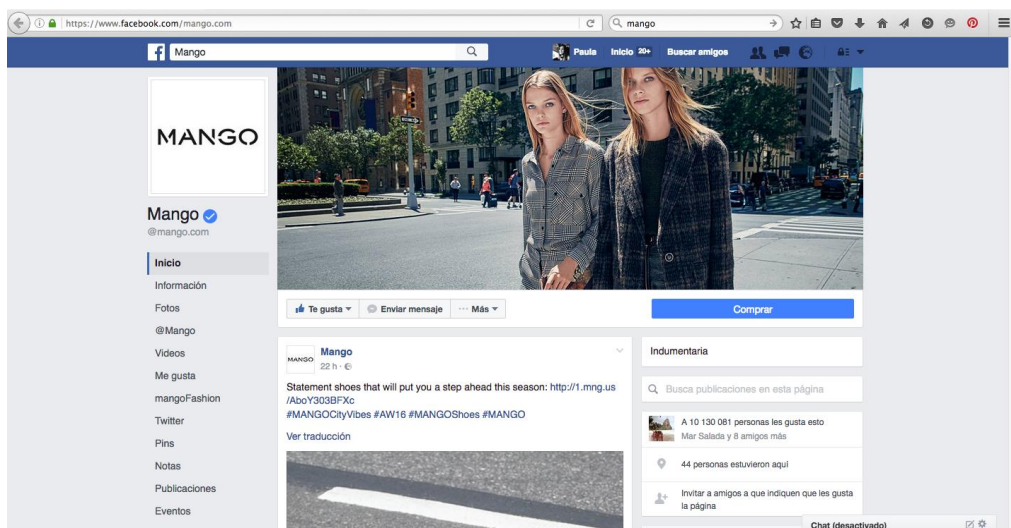 https://www.facebook.com/mango.com
mango
Mango
Paula
Inicio 20+
Buscar amigos
MANGO
Mango
@mango.com
Inicio
Información
Fotos
@Mango
Videos
Me gusta
mangoFashion
Twitter
Pins
Notas
Publicaciones
Eventos
Te gusta
Enviar mensaje
Más
Comprar
MANGO
Mango
22 h
Statement shoes that will put you a step ahead this season: http://1.mng.us
/AboY303BFXc
#MANGOCityVibes #AW16 #MANGOShoes #MANGO
Ver traducción
Indumentaria
Busca publicaciones en esta página
A 10 130 081 personas les gusta esto
Mar Salada y 8 amigos más
44 personas estuvieron aquí
Invitar a amigos a que indiquen que les gusta
la página
Chat (desactivado)